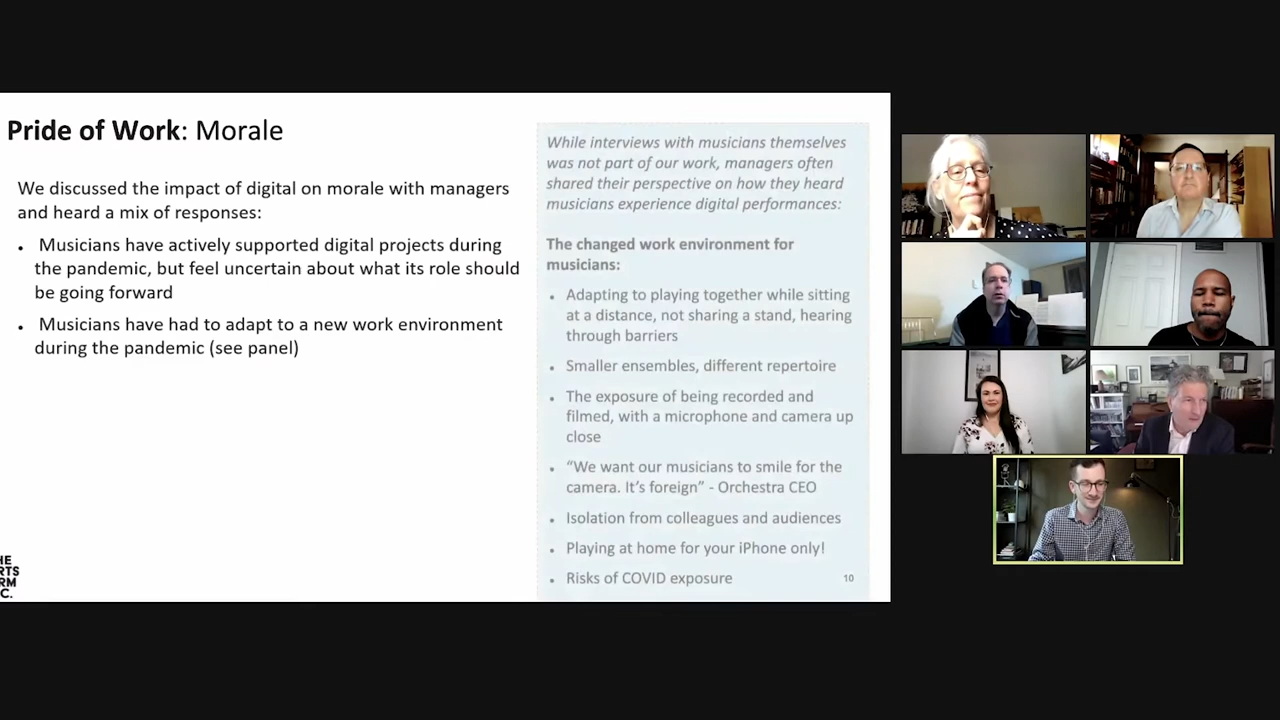 Pride of Work: Morale
We discussed the impact of digital on morale with managers
and heard a mix of responses:
• Musicians have actively supported digital projects during
the pandemic, but feel uncertain about what its role should
be going forward
• Musicians have had to adapt to a new work environment
during the pandemic (see panel)
While interviews with musicians themselves
was not part of our work, managers often
shared their perspective on how they heard
musicians experience digital performances:
The changed work environment for
musicians:
• Adapting to playing together while sitting
at a distance, not sharing a stand, hearing
through barriers
• Smaller ensembles, different repertoire
• The exposure of being recorded and
filmed, with a microphone and camera up
close
• “We want our musicians to smile for the
camera. It’s foreign” - Orchestra CEO
• Isolation from colleagues and audiences
• Playing at home for your iPhone only!
• Risks of COVID exposure
10
HE
RTS
RM
C.